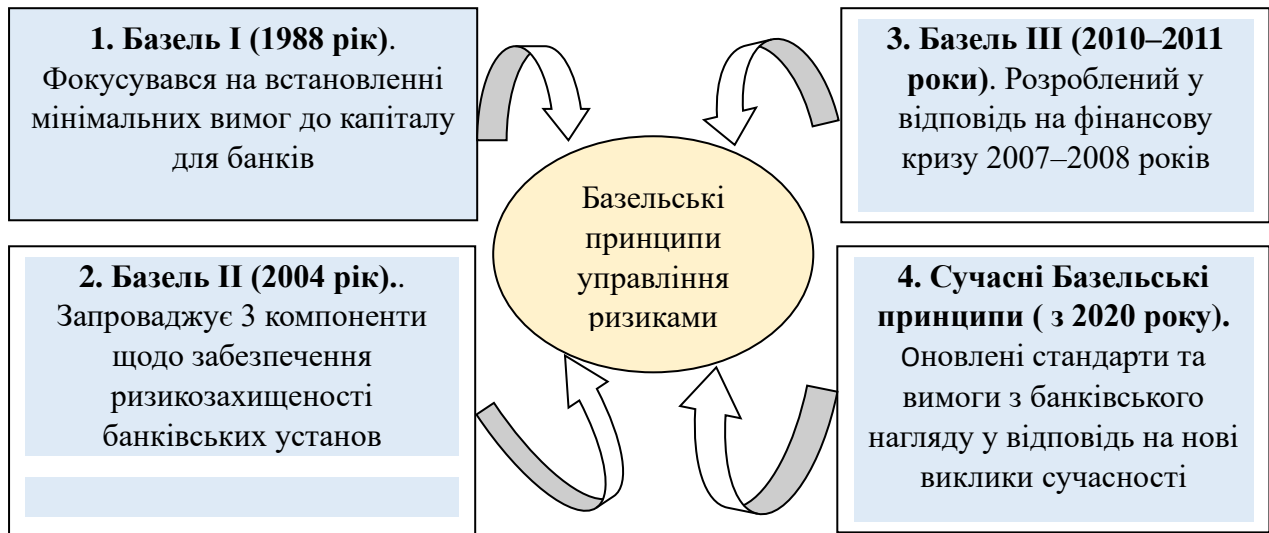 1. Базель І (1988 рік).
Фокусувався на встановленні
мінімальних вимог до капіталу
для банків
2. Базель ІІ (2004 рік)..
Запроваджує 3 компоненти
щодо забезпечення
ризикозахищеності
банківських установ
Базельські
принципи
управління
ризиками
3. Базель ІІІ (2010–2011
роки). Розроблений у
відповідь на фінансову
кризу 2007–2008 років
4. Сучасні Базельські
принципи ( з 2020 року).
Оновлені стандарти та
вимоги з банківського
нагляду у відповідь на нові
виклики сучасності